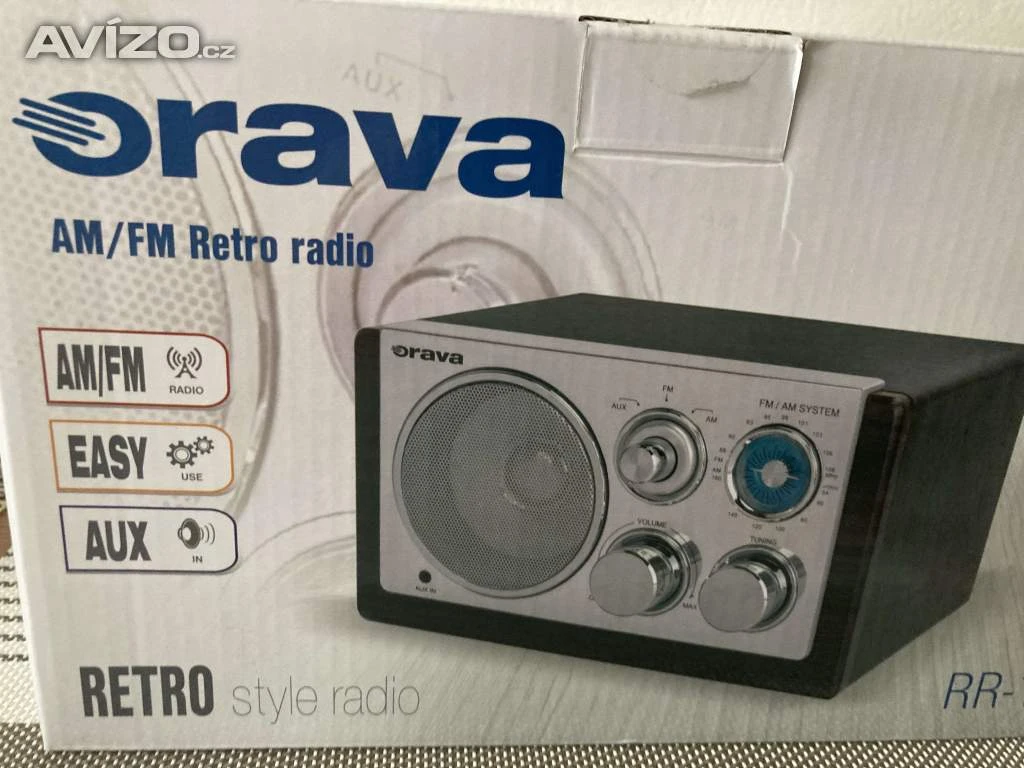 AVÍZO.cz
AUX
orava
AM/FM Retro radio
AM/FM
RADIO
EASY
USE
AUX
IN
orava
FM
AUX
AM
FM / AM SYSTEM
VOLUME
TUNING
AUX IN
MAX
RETRO style radio
RR-